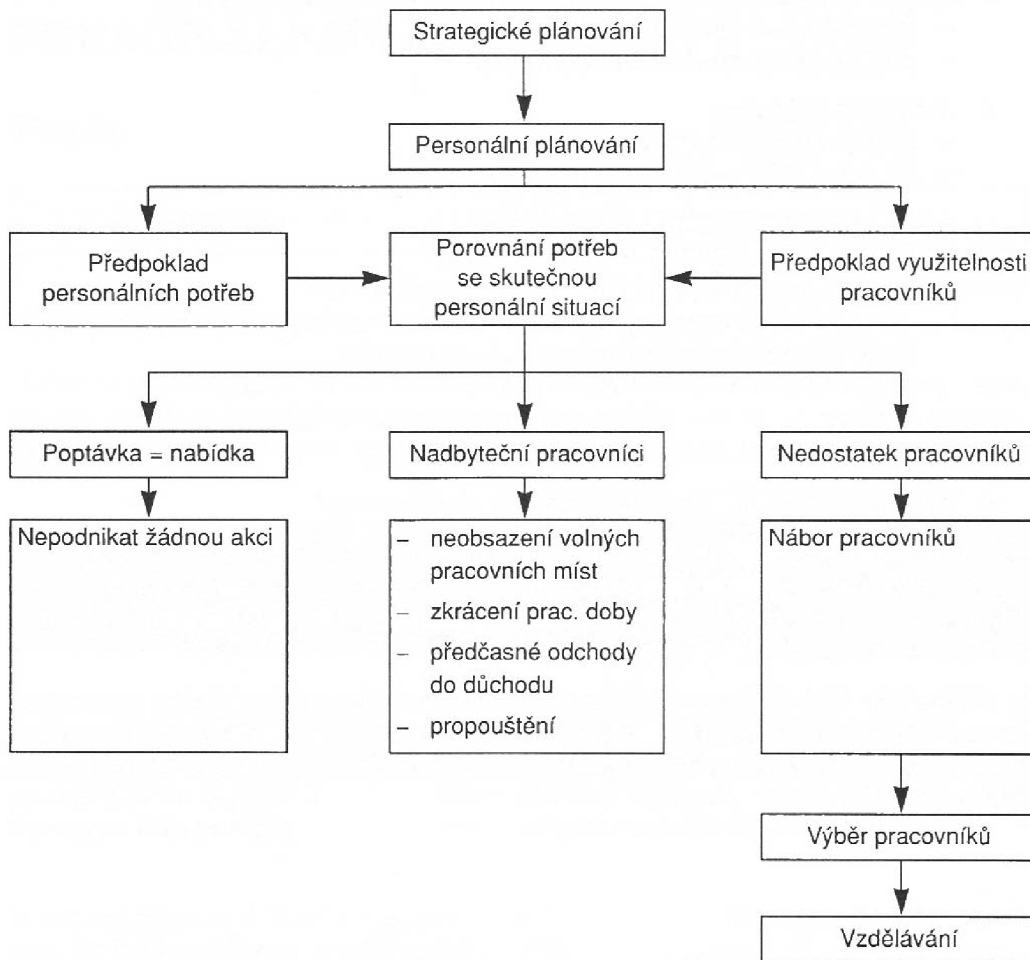 Strategické plánování
Personální plánování
Předpoklad
personálních potřeb
Porovnání potřeb
se skutečnou
personální situací
Předpoklad využitelnosti
pracovníků
Poptávka = nabídka
Nadbyteční pracovníci
Nedostatek pracovníků
Nepodnikat žádnou akci
– neobsazení volných
pracovních míst
– zkrácení prac. doby
– předčasné odchody
do důchodu
– propouštění
Nábor pracovníků
Výběr pracovníků
Vzdělávání